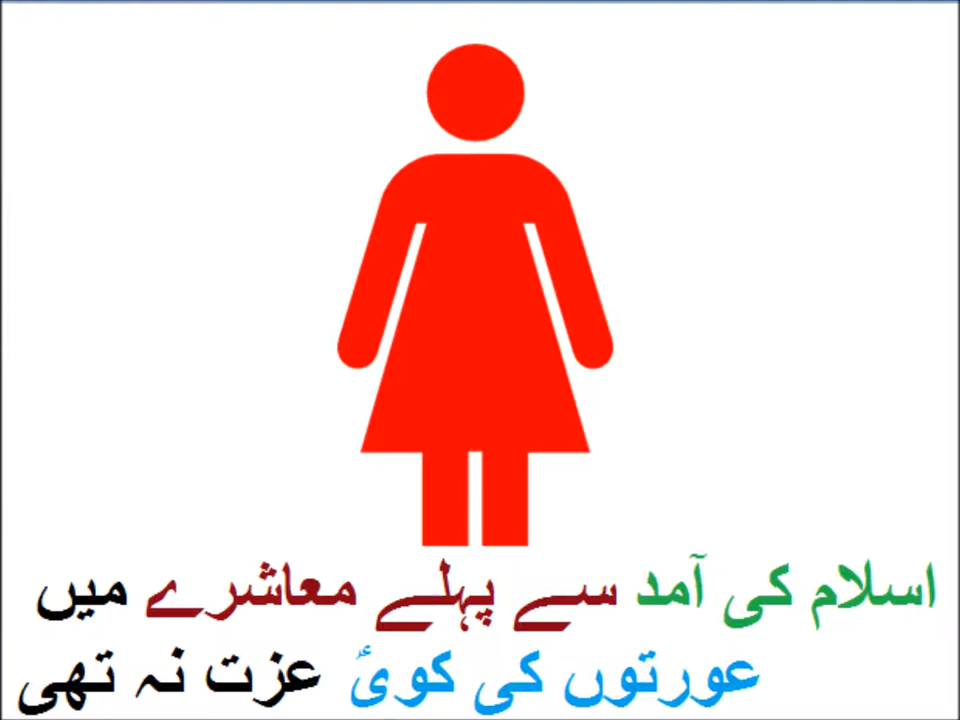 اسلام کی آمد سے پہلے معاشرے میں
عورتوں کی کوئ عزت نہ تھی